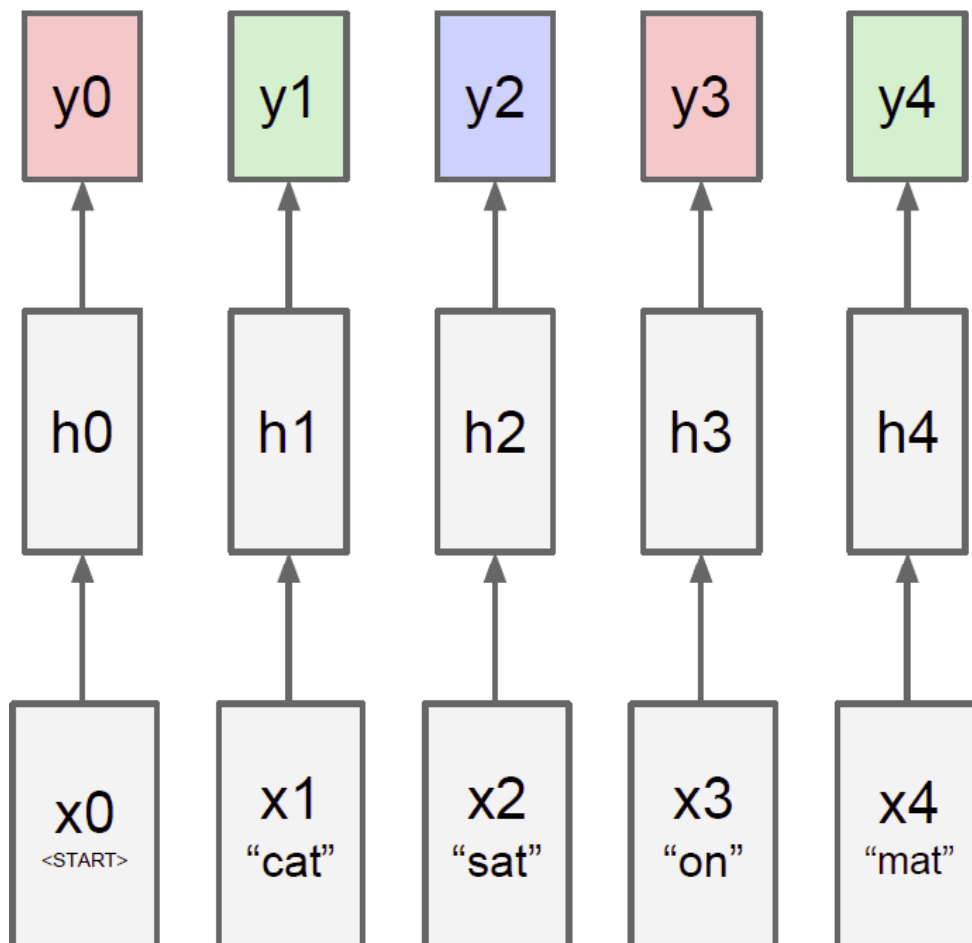 y0 y1 y2 y3 y4
h0 h1 h2 h3 h4
x0 x1 x2 x3 x4
<START> “cat” “sat” “on” “mat”